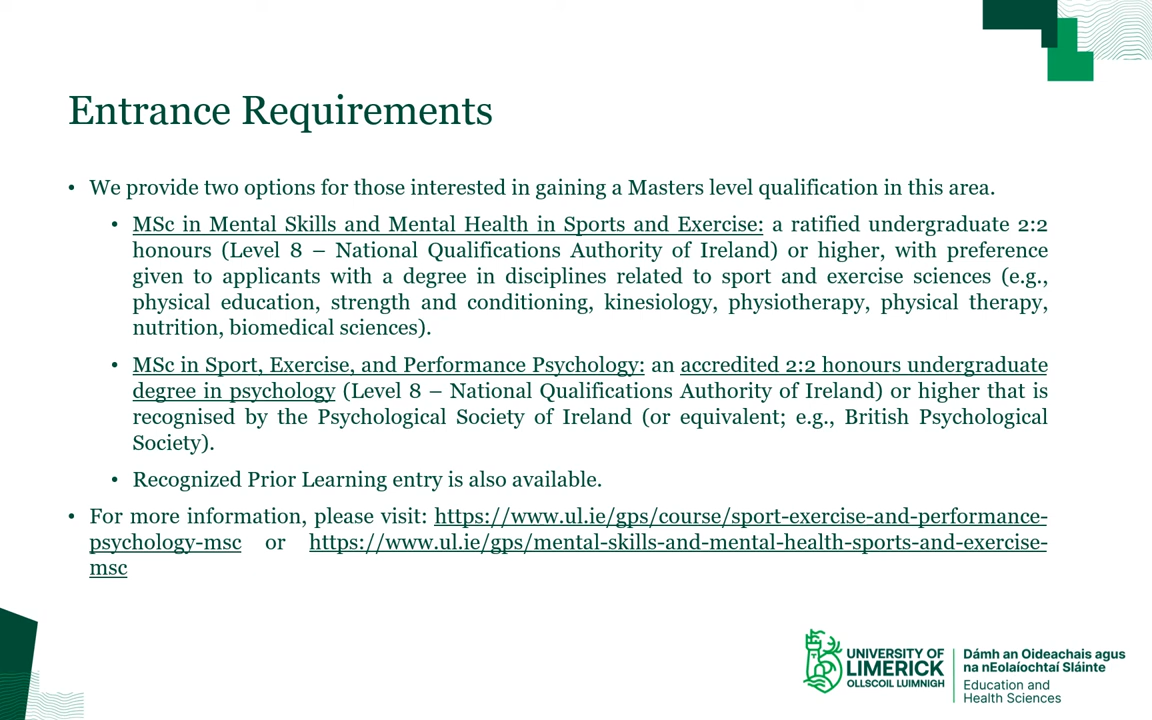 Entrance Requirements
• We provide two options for those interested in gaining a Masters level qualification in this area.
• MSc in Mental Skills and Mental Health in Sports and Exercise: a ratified undergraduate 2:2
honours (Level 8 – National Qualifications Authority of Ireland) or higher, with preference
given to applicants with a degree in disciplines related to sport and exercise sciences (e.g.,
physical education, strength and conditioning, kinesiology, physiotherapy, physical therapy,
nutrition, biomedical sciences).
• MSc in Sport, Exercise, and Performance Psychology: an accredited 2:2 honours undergraduate
degree in psychology (Level 8 – National Qualifications Authority of Ireland) or higher that is
recognised by the Psychological Society of Ireland (or equivalent; e.g., British Psychological
Society).
• Recognized Prior Learning entry is also available.
• For more information, please visit: https://www.ul.ie/gps/course/sport-exercise-and-performance-
psychology-msc or https://www.ul.ie/gps/mental-skills-and-mental-health-sports-and-exercise-
msc
UNIVERSITY OF
LIMERICK
OLLSCOIL LUIMNIGH
Dámh an Oideachais agus
na nEolaíochtaí Sláinte
Education and
Health Sciences